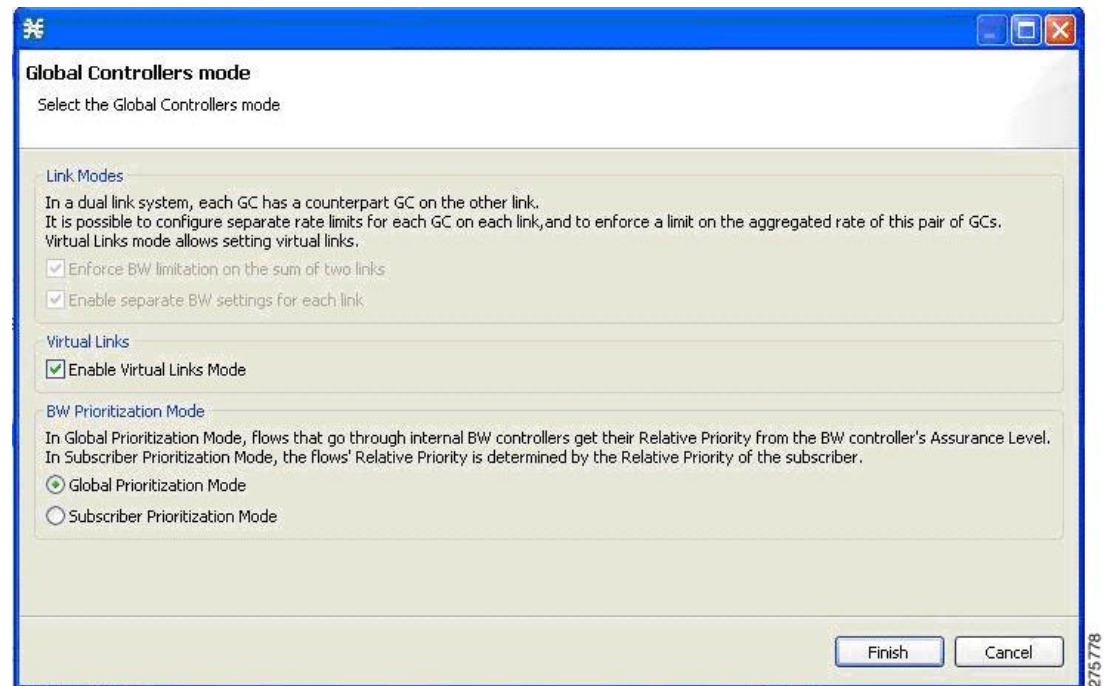 Global Controllers mode
Select the Global Controllers mode
Link Modes
In a dual link system, each GC has a counterpart GC on the other link.
It is possible to configure separate rate limits for each GC on each link,and to enforce a limit on the aggregated rate of this pair of GCs.
Virtual Links mode allows setting virtual links.
Enforce BW limitation on the sum of two links
Enable separate BW settings for each link
Virtual Links
Enable Virtual Links Mode
BW Prioritization Mode
In Global Prioritization Mode, flows that go through internal BW controllers get their Relative Priority from the BW controller's Assurance Level.
In Subscriber Prioritization Mode, the flows' Relative Priority is determined by the Relative Priority of the subscriber.
Global Prioritization Mode
Subscriber Prioritization Mode
Finish
Cancel
275778